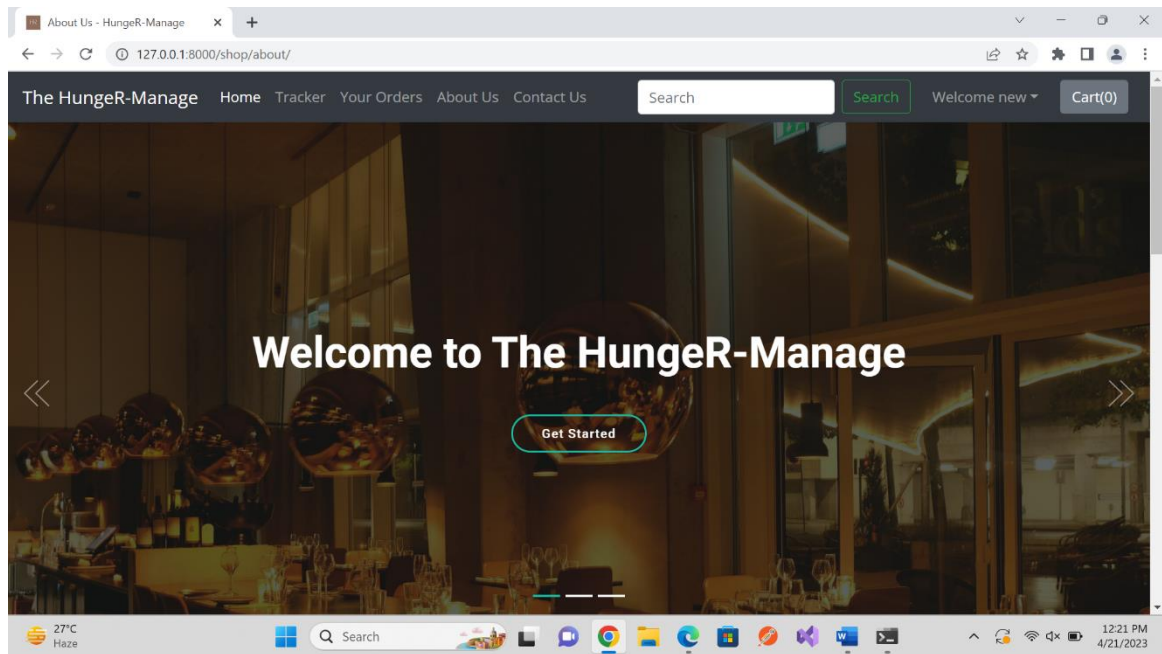 About Us - HungeR-Manage
127.0.0.1:8000/shop/about/
The HungeR-Manage Home Tracker Your Orders About Us Contact Us Search Search Welcome new Cart(0)
Welcome to The HungeR-Manage
Get Started
27°C
Haze
Search
12:21 PM
4/21/2023